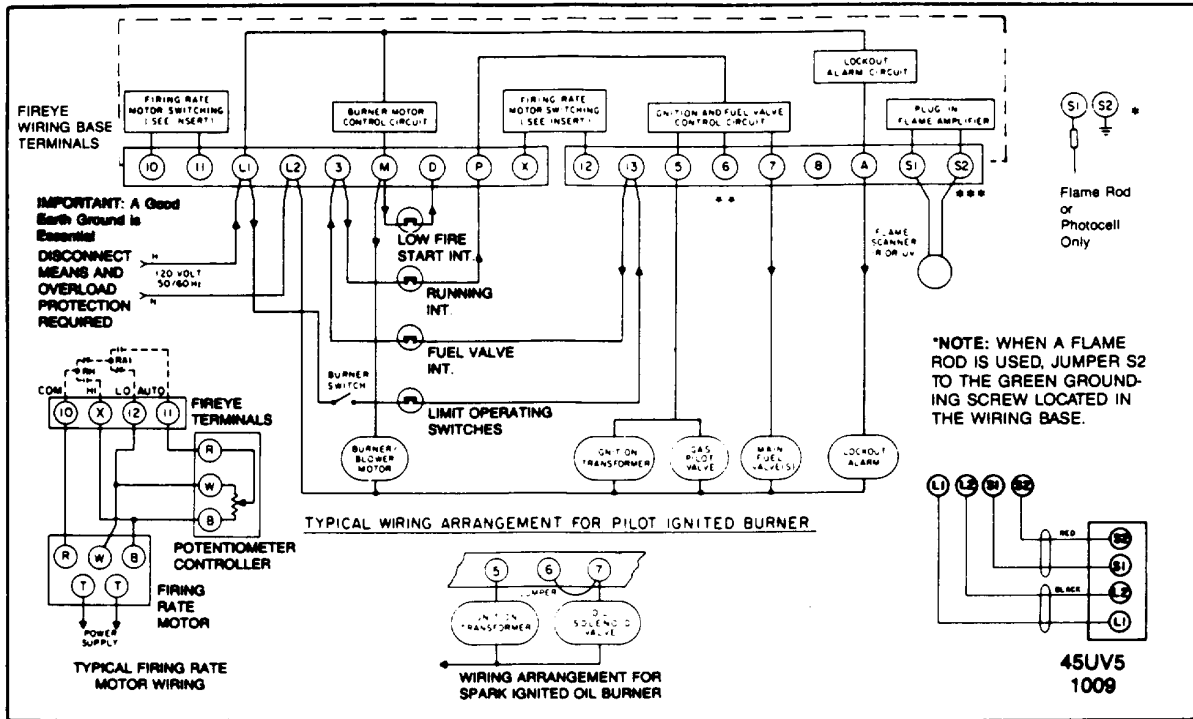 FIREYE
WIRING BASE
TERMINALS
FIRING RATE
MOTOR SWITCHING
(SEE INSERT)
BURNER MOTOR
CONTROL CIRCUIT
FIRING RATE
MOTOR SWITCHING
(SEE INSERT)
IGNITION AND FUEL VALVE
CONTROL CIRCUIT
LOCKOUT
ALARM CIRCUIT
PLUG IN
FLAME AMPLIFIER
10 11 L1 L2 3 M D P X 12 13 5 6 7 8 A S1 S2
**
***
S1 S2 *
Flame Rod
or
Photocell
Only
IMPORTANT: A Good
Earth Ground is
Essential
DISCONNECT
MEANS AND
OVERLOAD
PROTECTION
REQUIRED
H
120 VOLT
50/60 Hz
N
LOW FIRE
START INT.
RUNNING
INT.
FUEL VALVE
INT.
BURNER
SWITCH
LIMIT OPERATING
SWITCHES
FLAME
SCANNER
IR OR UV
*NOTE: WHEN A FLAME
ROD IS USED, JUMPER S2
TO THE GREEN GROUND-
ING SCREW LOCATED IN
THE WIRING BASE.
BURNER/
BLOWER
MOTOR
IGNITION
TRANSFORMER
GAS
PILOT
VALVE
MAIN
FUEL
VALVE(S)
LOCKOUT
ALARM
TYPICAL WIRING ARRANGEMENT FOR PILOT IGNITED BURNER
RA1
RH
COM HI LO AUTO
10 X 12 11
FIREYE
TERMINALS
R
W
B
POTENTIOMETER
CONTROLLER
R W B
T T
FIRING
RATE
MOTOR
POWER
SUPPLY
TYPICAL FIRING RATE
MOTOR WIRING
5 6 7
JUMPER
IGNITION
TRANSFORMER
OIL
SOLENOID
VALVE
WIRING ARRANGEMENT FOR
SPARK IGNITED OIL BURNER
L1 L2 S1 S2
RED
BLACK
S2
S1
L2
L1
45UV5
1009